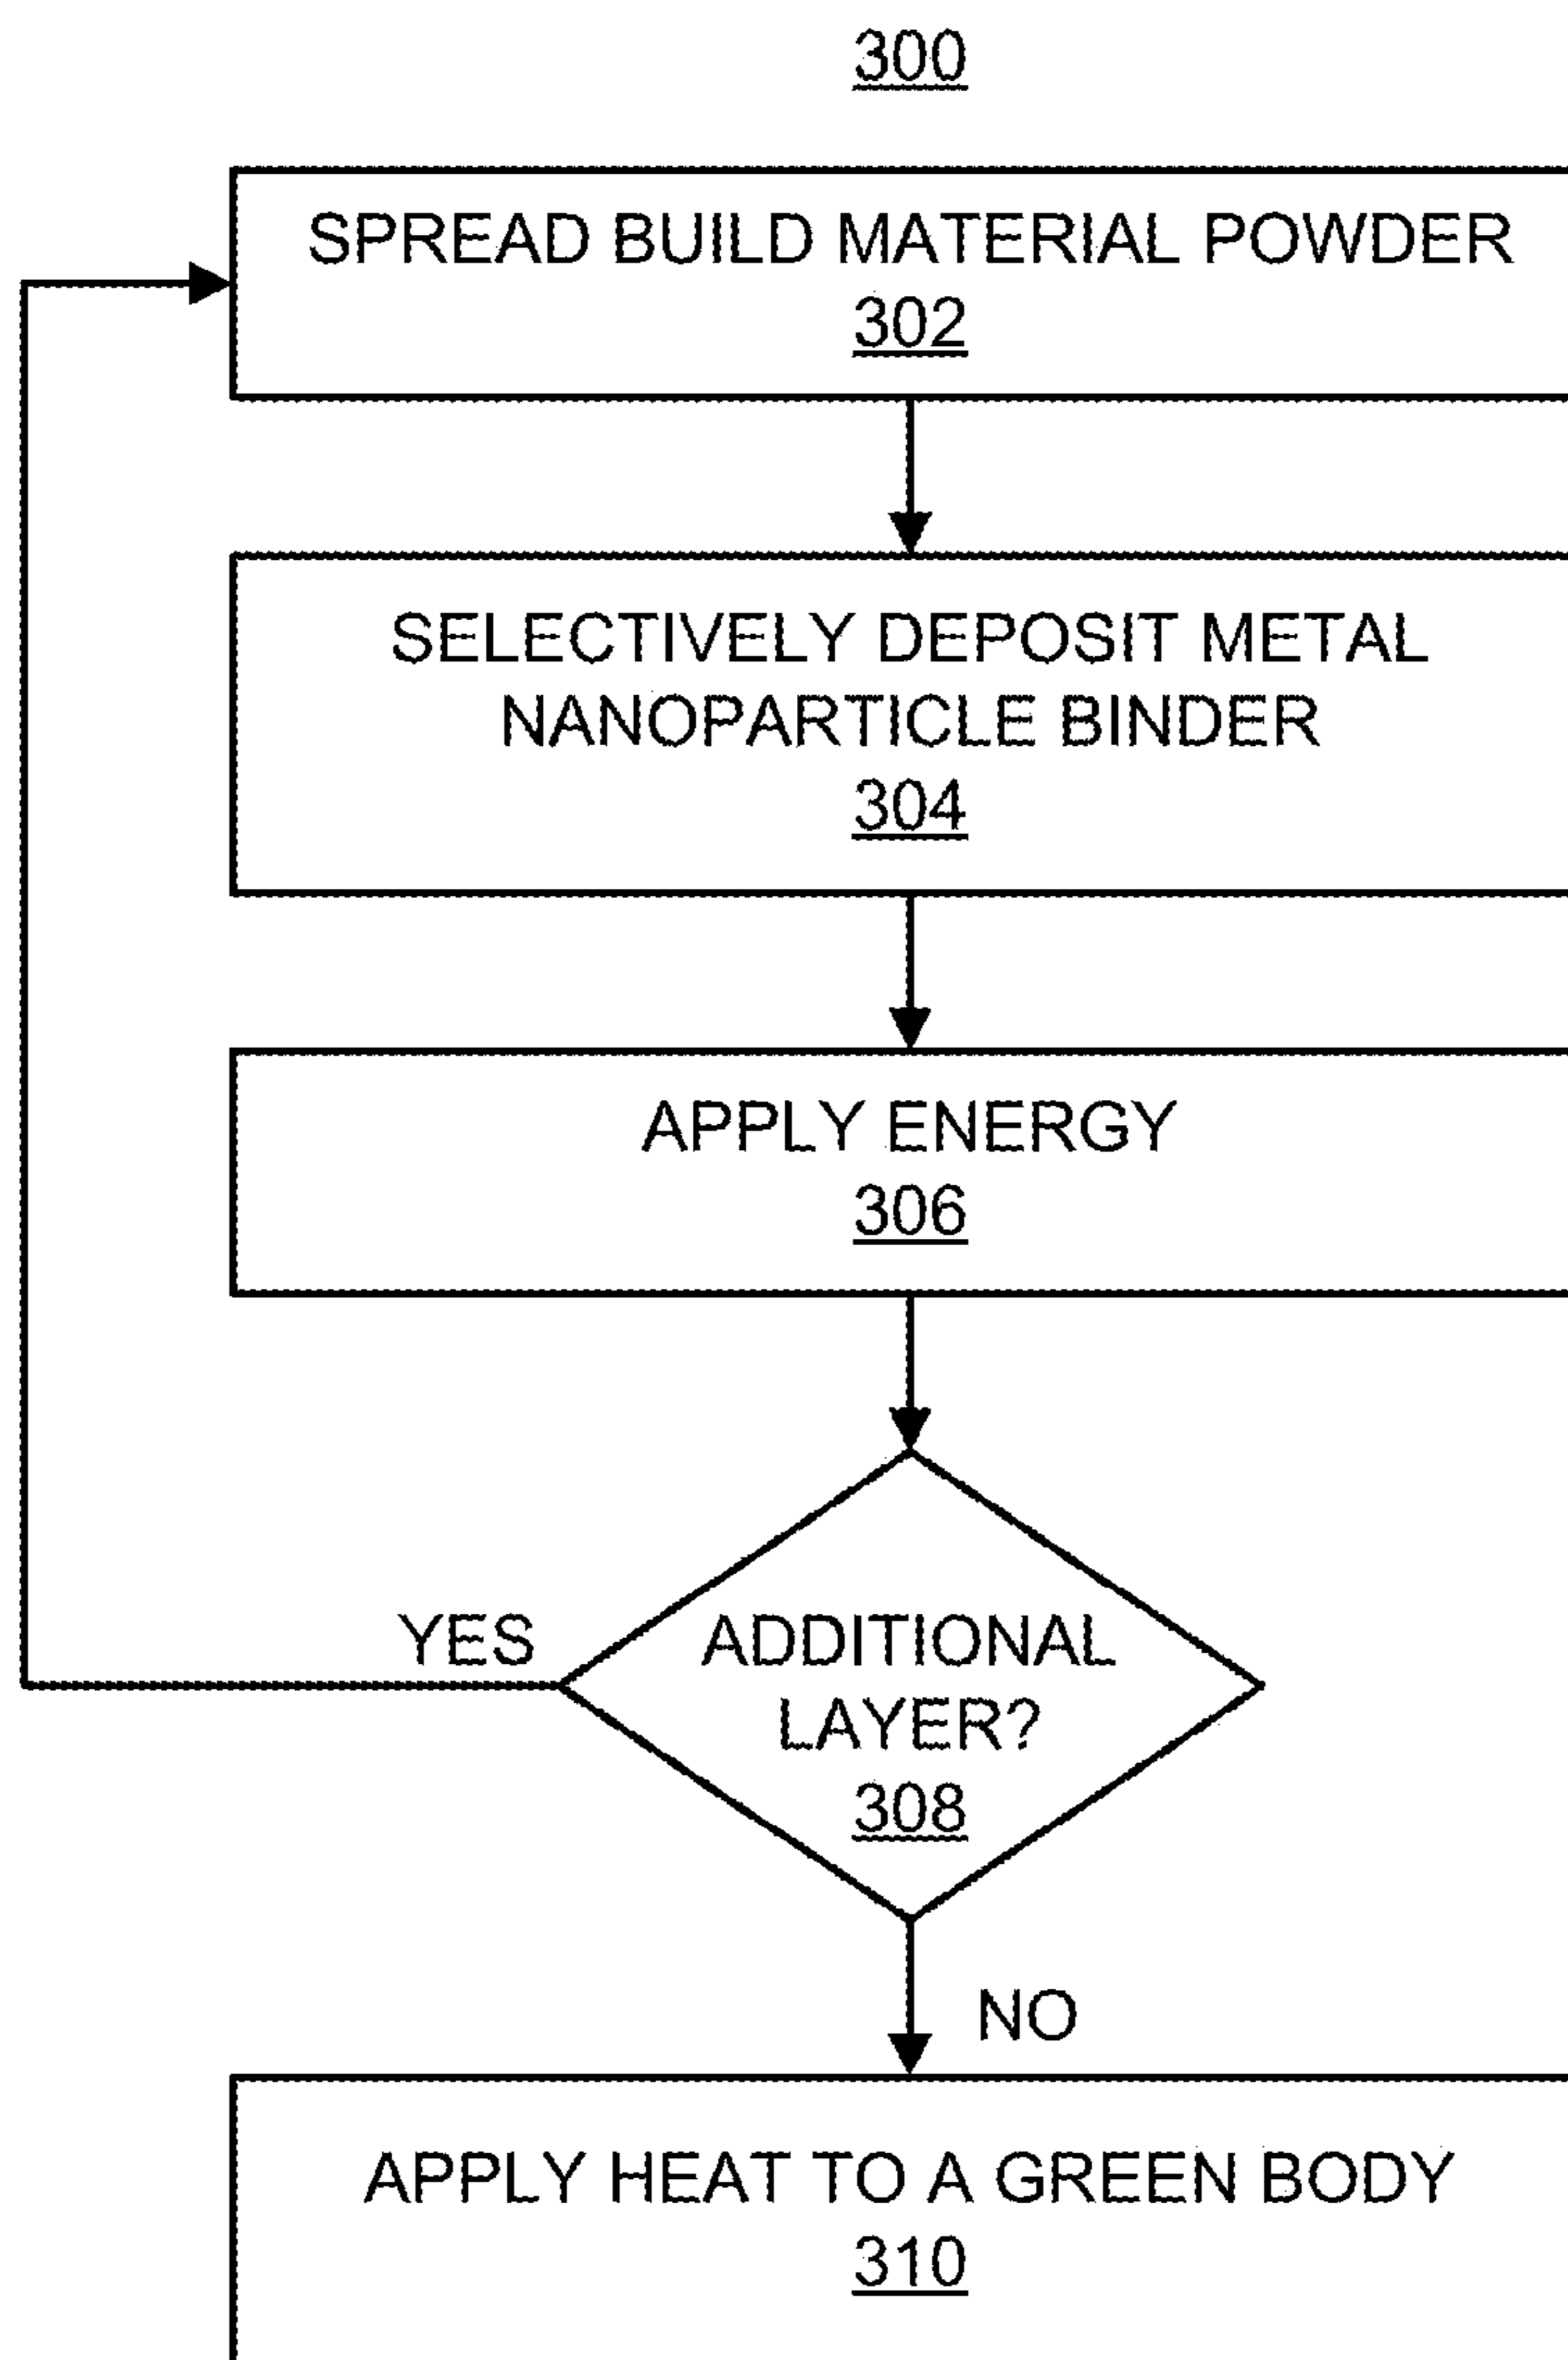 300
SPREAD BUILD MATERIAL POWDER
302
SELECTIVELY DEPOSIT METAL
NANOPARTICLE BINDER
304
APPLY ENERGY
306
YES
ADDITIONAL
LAYER?
308
NO
APPLY HEAT TO A GREEN BODY
310